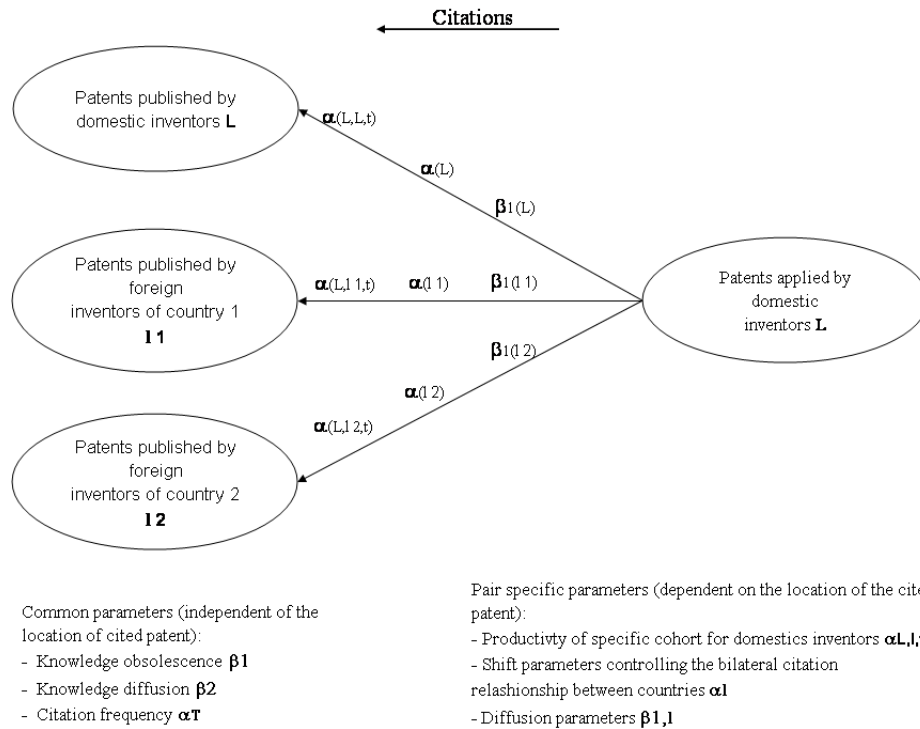 Citations
Patents published by
domestic inventors L
α(L,L,t)
α(L)
β1(L)
Patents published by
foreign
inventors of country 1
l 1
α(L,l 1,t)
α(l 1)
β1(l 1)
Patents applied by
domestic
inventors L
β1(l 2)
α(l 2)
α(L,l 2,t)
Patents published by
foreign
inventors of country 2
l 2
Common parameters (independent of the
location of cited patent):
- Knowledge obsolescence β1
- Knowledge diffusion β2
- Citation frequency αT
Pair specific parameters (dependent on the location of the cite
patent):
- Productivty of specific cohort for domestics inventors αL,l,
- Shift parameters controlling the bilateral citation
relashionship between countries αl
- Diffusion parameters β1,l